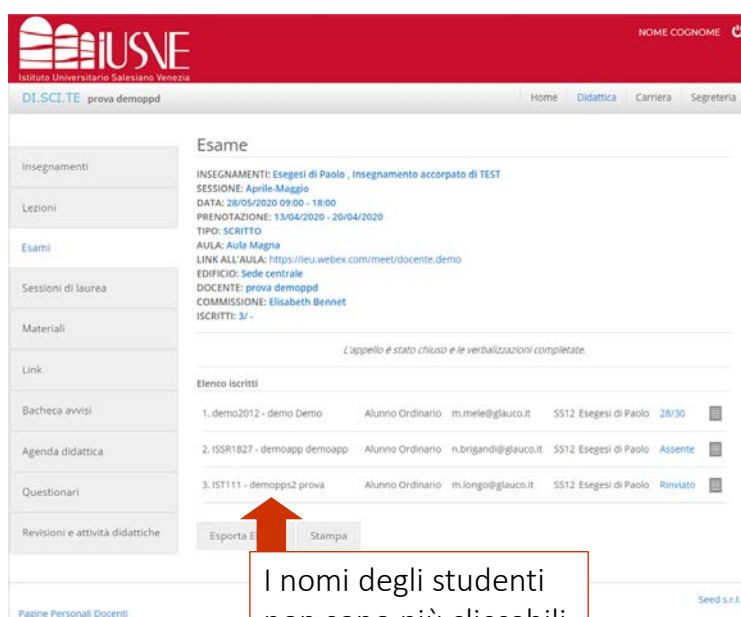 IUSVE
Istituto Universitario Salesiano Venezia
NOME COGNOME
DI.SCI.TE prova demoppd
Home Didattica Carriera Segreteria
Insegnamenti
Lezioni
Esami
Sessioni di laurea
Materiali
Link
Bacheca avvisi
Agenda didattica
Questionari
Revisioni e attività didattiche
Esame
INSEGNAMENTI: Esegesi di Paolo , Insegnamento accorpato di TEST
SESSIONE: Aprile-Maggio
DATA: 28/05/2020 09:00 - 18:00
PRENOTAZIONE: 13/04/2020 - 20/04/2020
TIPO: SCRITTO
AULA: Aula Magna
LINK ALL'AULA: https://ieu.webex.com/meet/docente.demo
EDIFICIO: Sede centrale
DOCENTE: prova demoppd
COMMISSIONE: Elisabeth Bennet
ISCRITTI: 3/ -
L'appello è stato chiuso e le verbalizzazioni completate.
Elenco iscritti
1. demo2012 - demo Demo Alunno Ordinario m.mele@glauco.it SS12 Esegesi di Paolo 28/30
2. ISSR1827 - demoapp demoapp Alunno Ordinario n.brigandi@glauco.it SS12 Esegesi di Paolo Assente
3. IST111 - demopps2 prova Alunno Ordinario m.longo@glauco.it SS12 Esegesi di Paolo Rinviato
Esporta Stampa
I nomi degli studenti
non sono più cliccabili
Pagine Personali Docenti
Seed s.r.l.